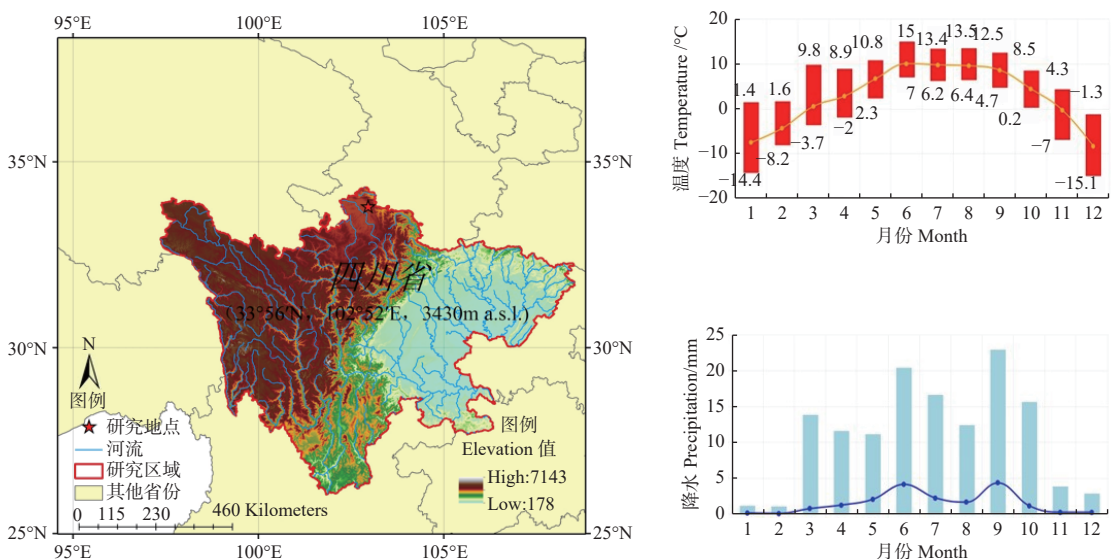 95°E 100°E 105°E
35°N 35°N
四川省
(33°56′N, 102°52′E, 3430m a.s.l.)
30°N 30°N
N
图例
研究地点
河流
研究区域
其他省份
0 115 230 460 Kilometers
图例
Elevation 值
High:7143
Low:178
25°N 25°N
95°E 100°E 105°E
温度 Temperature /℃
20
10
0
−10
−20
1.4 1.6 9.8 8.9 10.8 15 13.4 13.5 12.5 8.5 4.3 −1.3
−14.4 −8.2 −3.7 −2 2.3 7 6.2 6.4 4.7 0.2 −7 −15.1
1 2 3 4 5 6 7 8 9 10 11 12
月份 Month
降水 Precipitation/mm
25
20
15
10
5
0
1 2 3 4 5 6 7 8 9 10 11 12
月份 Month